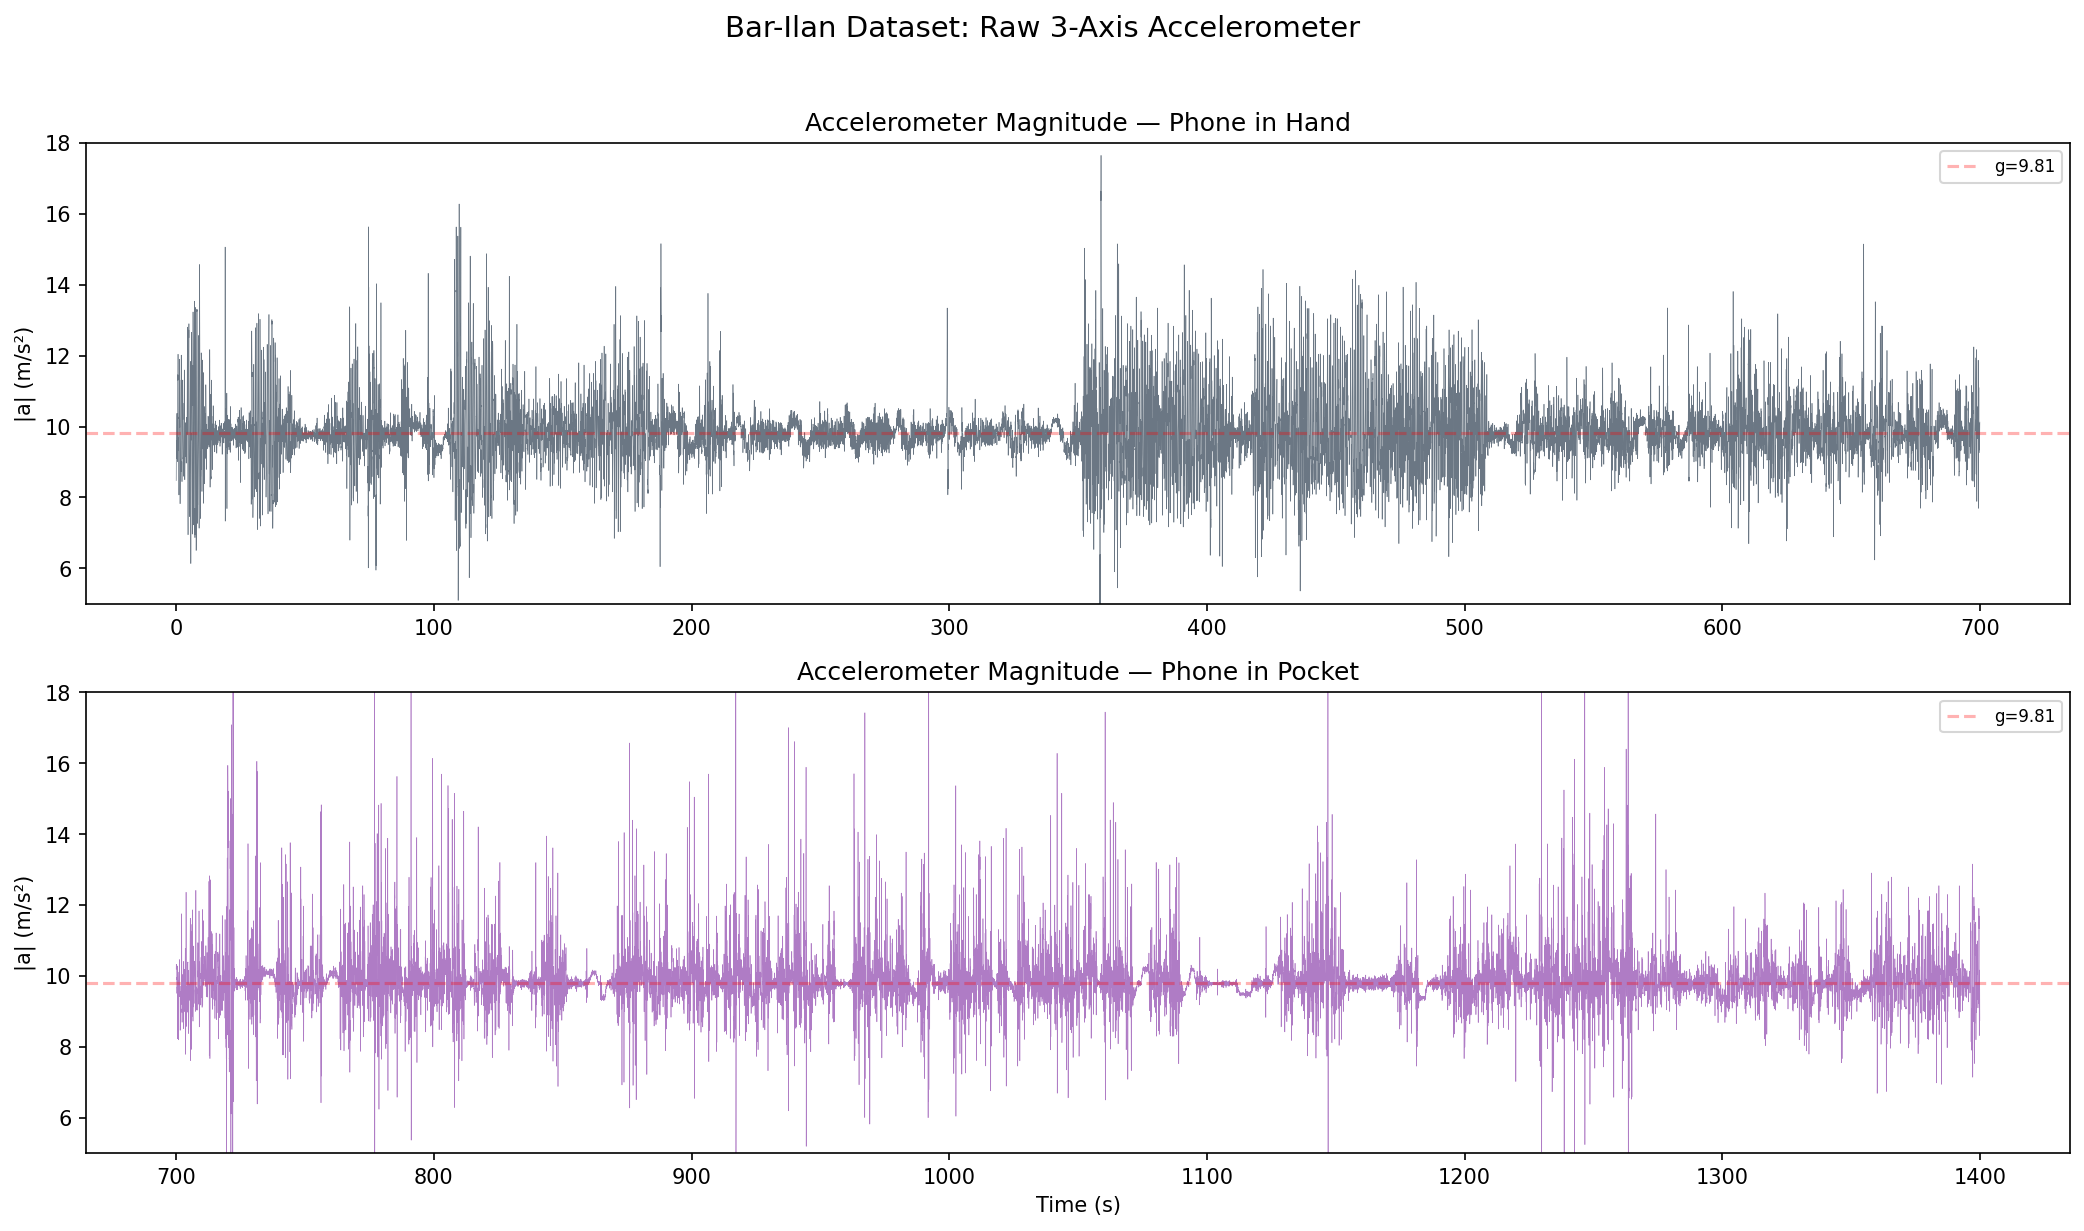 Bar-Ilan Dataset: Raw 3-Axis Accelerometer
Accelerometer Magnitude — Phone in Hand
|a| (m/s²)
18
16
14
12
10
8
6
g=9.81
0 100 200 300 400 500 600 700
Accelerometer Magnitude — Phone in Pocket
|a| (m/s²)
18
16
14
12
10
8
6
g=9.81
700 800 900 1000 1100 1200 1300 1400
Time (s)